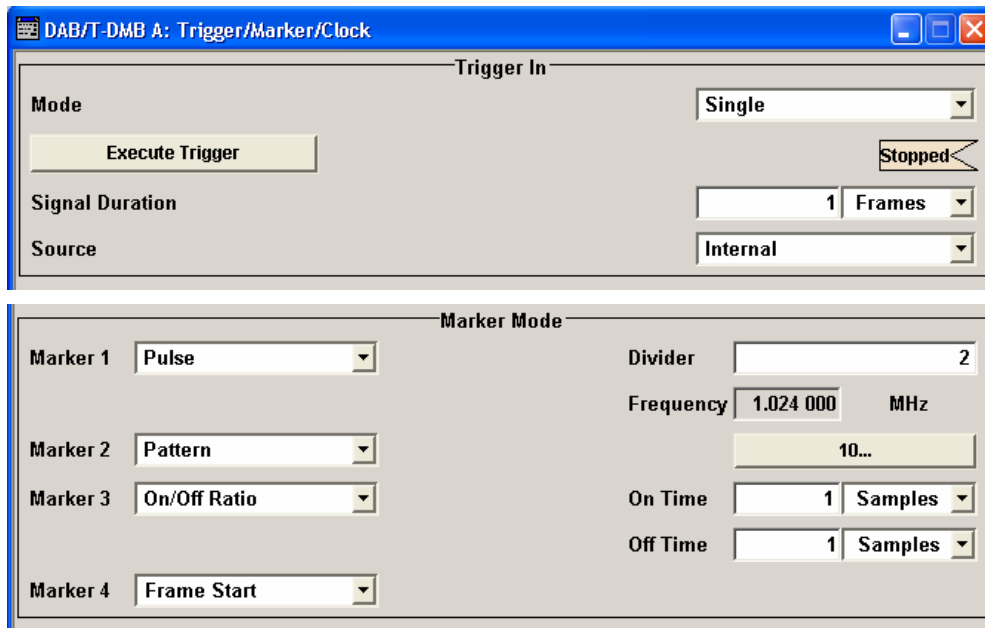 DAB/T-DMB A: Trigger/Marker/Clock
Trigger In
Mode Single
Execute Trigger Stopped
Signal Duration 1 Frames
Source Internal
Marker Mode
Marker 1 Pulse Divider 2
Frequency 1.024 000 MHz
Marker 2 Pattern 10...
Marker 3 On/Off Ratio On Time 1 Samples
Off Time 1 Samples
Marker 4 Frame Start